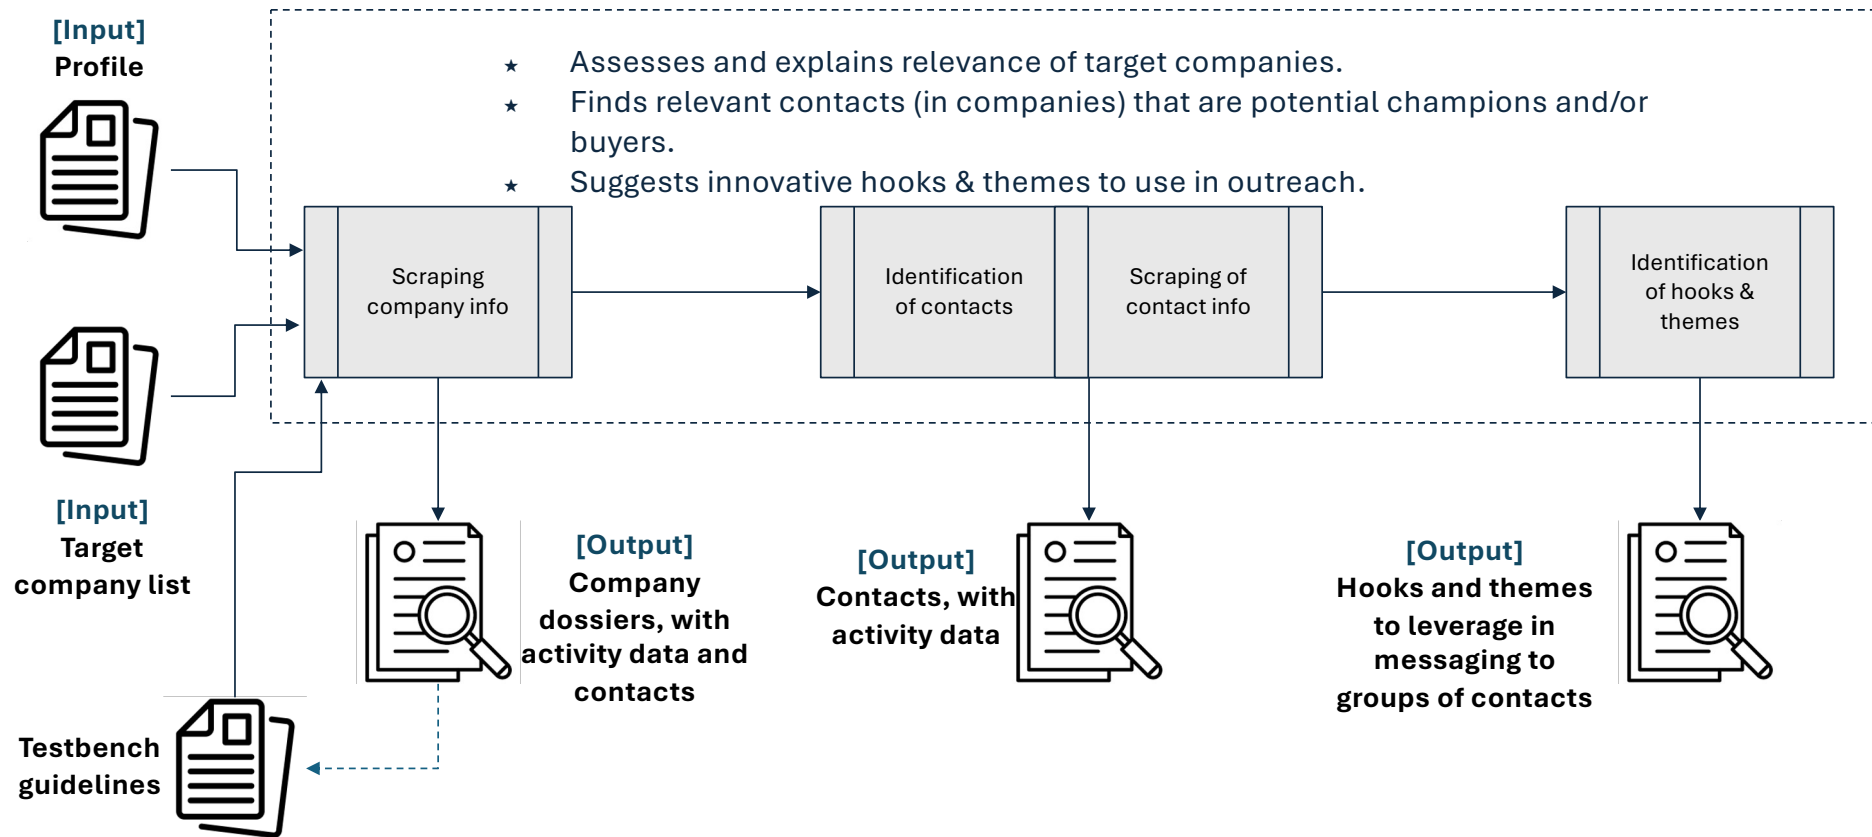 [Input]
Profile
★ Assesses and explains relevance of target companies.
★ Finds relevant contacts (in companies) that are potential champions and/or
buyers.
★ Suggests innovative hooks & themes to use in outreach.
Scraping
company info
Identification
of contacts
Scraping of
contact info
Identification
of hooks &
themes
[Input]
Target
company list
[Output]
Company
dossiers, with
activity data and
contacts
[Output]
Contacts, with
activity data
[Output]
Hooks and themes
to leverage in
messaging to
groups of contacts
Testbench
guidelines